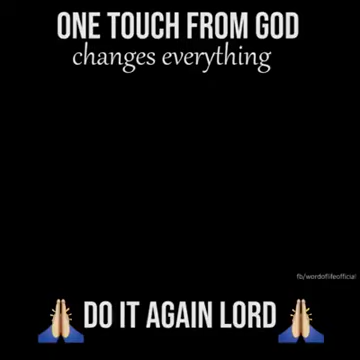 ONE TOUCH FROM GOD
changes everything
fb/wordoflifeofficial
🙏 DO IT AGAIN LORD 🙏